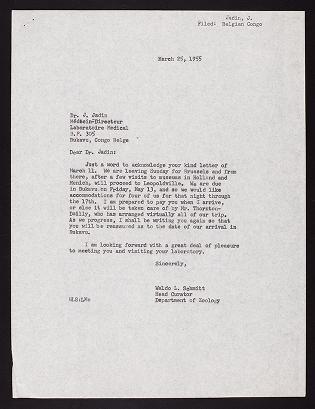 Jadin, J.
Filed: Belgian Congo
March 25, 1955
Dr. J. Jadin
Médecin-Directeur
Laboratoire Medical
B.P. 305
Bukavu, Congo Belge
Dear Dr. Jadin:
Just a word to acknowledge your kind letter of
March 11. We are leaving Sunday for Brussels and from
there, after a few visits to museums in Holland and
Munich, will proceed to Leopoldville. We are due
in Bukavu on Friday, May 13, and so we would like
accommodations for four of us for that night through
the 17th. I am prepared to pay you when I arrive,
or else it will be taken care of by Mr. Thornton-
Dailly, who has arranged virtually all of our trip.
As we progress, I shall be writing you again so that
you will be reassured as to the date of our arrival in
Bukavu.
I am looking forward with a great deal of pleasure
to meeting you and visiting your laboratory.
Sincerely,
Waldo L. Schmitt
Head Curator
WLS:LMc Department of Zoology